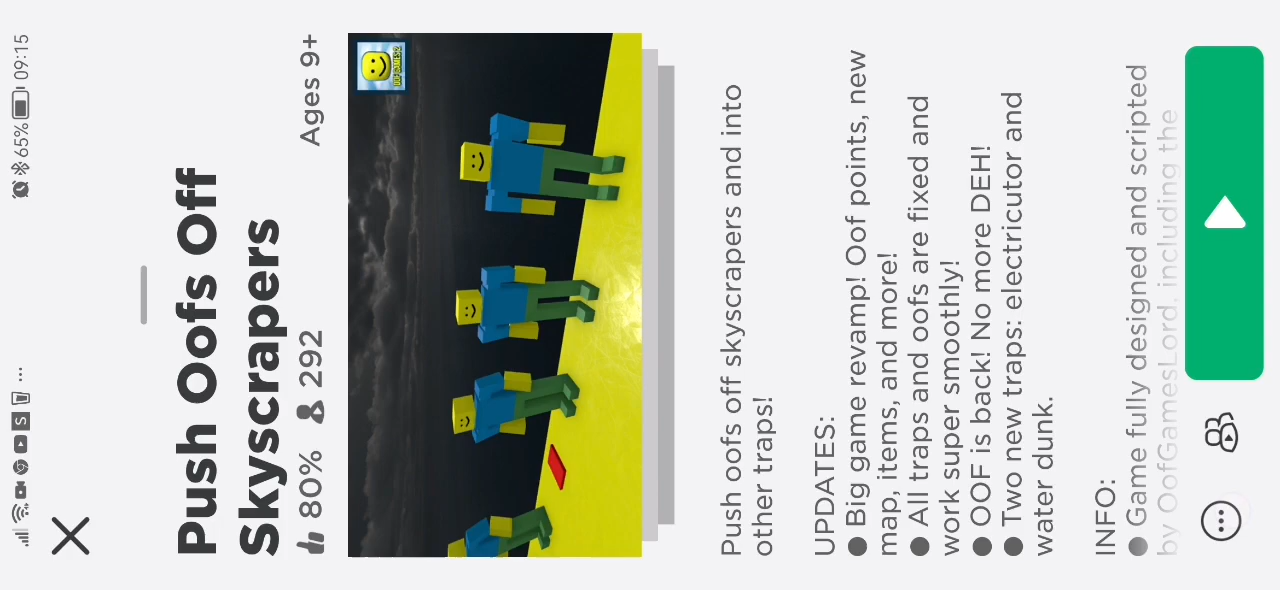 65% 09:15
Push Oofs Off
Skyscrapers
80% 292 Ages 9+
Push oofs off skyscrapers and into
other traps!
UPDATES:
● Big game revamp! Oof points, new
map, items, and more!
● All traps and oofs are fixed and
work super smoothly!
● OOF is back! No more DEH!
● Two new traps: electricutor and
water dunk.
INFO:
● Game fully designed and scripted
by OofGamesLord, including the